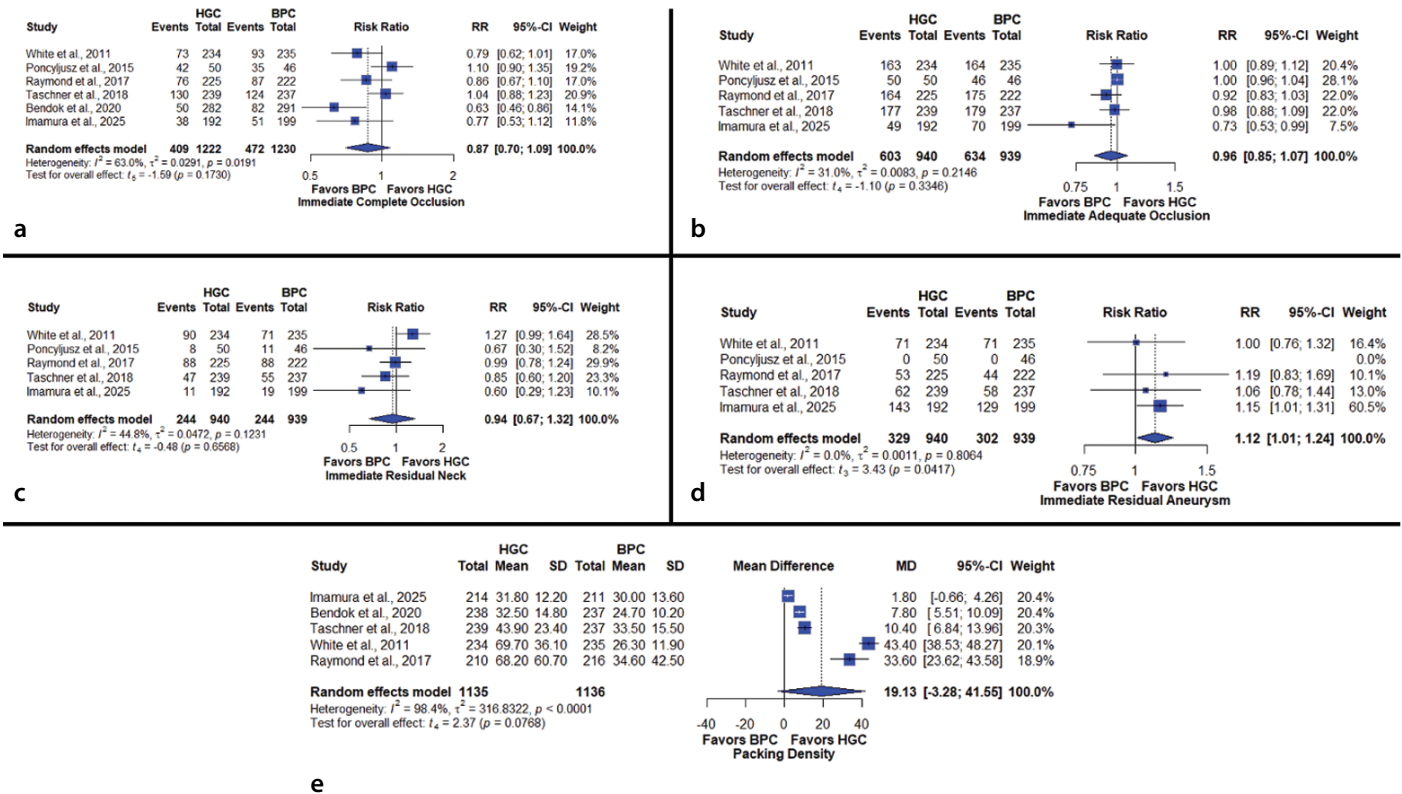 HGC BPC
Study Events Total Events Total Risk Ratio RR 95%-CI Weight
White et al., 2011 73 234 93 235 0.79 [0.62; 1.01] 17.0%
Poncyljusz et al., 2015 42 50 35 46 1.10 [0.90; 1.35] 19.2%
Raymond et al., 2017 76 225 87 222 0.86 [0.67; 1.10] 17.0%
Taschner et al., 2018 130 239 124 237 1.04 [0.88; 1.23] 20.9%
Bendok et al., 2020 50 282 82 291 0.63 [0.46; 0.86] 14.1%
Imamura et al., 2025 38 192 51 199 0.77 [0.53; 1.12] 11.8%
Random effects model 409 1222 472 1230 0.87 [0.70; 1.09] 100.0%
Heterogeneity: I² = 63.0%, τ² = 0.0291, p = 0.0191
Test for overall effect: t₅ = -1.59 (p = 0.1730)
0.5 1 2
Favors BPC Favors HGC
Immediate Complete Occlusion
a
HGC BPC
Study Events Total Events Total Risk Ratio RR 95%-CI Weight
White et al., 2011 163 234 164 235 1.00 [0.89; 1.12] 20.4%
Poncyljusz et al., 2015 50 50 46 46 1.00 [0.96; 1.04] 28.1%
Raymond et al., 2017 164 225 175 222 0.92 [0.83; 1.03] 22.0%
Taschner et al., 2018 177 239 179 237 0.98 [0.88; 1.09] 22.0%
Imamura et al., 2025 49 192 70 199 0.73 [0.53; 0.99] 7.5%
Random effects model 603 940 634 939 0.96 [0.85; 1.07] 100.0%
Heterogeneity: I² = 31.0%, τ² = 0.0083, p = 0.2146
Test for overall effect: t₄ = -1.10 (p = 0.3346)
0.75 1 1.5
Favors BPC Favors HGC
Immediate Adequate Occlusion
b
HGC BPC
Study Events Total Events Total Risk Ratio RR 95%-CI Weight
White et al., 2011 90 234 71 235 1.27 [0.99; 1.64] 28.5%
Poncyljusz et al., 2015 8 50 11 46 0.67 [0.30; 1.52] 8.2%
Raymond et al., 2017 88 225 88 222 0.99 [0.78; 1.24] 29.9%
Taschner et al., 2018 47 239 55 237 0.85 [0.60; 1.20] 23.3%
Imamura et al., 2025 11 192 19 199 0.60 [0.29; 1.23] 10.1%
Random effects model 244 940 244 939 0.94 [0.67; 1.32] 100.0%
Heterogeneity: I² = 44.8%, τ² = 0.0472, p = 0.1231
Test for overall effect: t₄ = -0.48 (p = 0.6568)
0.5 1 2
Favors BPC Favors HGC
Immediate Residual Neck
c
HGC BPC
Study Events Total Events Total Risk Ratio RR 95%-CI Weight
White et al., 2011 71 234 71 235 1.00 [0.76; 1.32] 16.4%
Poncyljusz et al., 2015 0 50 0 46 0.0%
Raymond et al., 2017 53 225 44 222 1.19 [0.83; 1.69] 10.1%
Taschner et al., 2018 62 239 58 237 1.06 [0.78; 1.44] 13.0%
Imamura et al., 2025 143 192 129 199 1.15 [1.01; 1.31] 60.5%
Random effects model 329 940 302 939 1.12 [1.01; 1.24] 100.0%
Heterogeneity: I² = 0.0%, τ² = 0.0011, p = 0.8064
Test for overall effect: t₃ = 3.43 (p = 0.0417)
0.75 1 1.5
Favors BPC Favors HGC
Immediate Residual Aneurysm
d
HGC BPC
Study Total Mean SD Total Mean SD Mean Difference MD 95%-CI Weight
Imamura et al., 2025 214 31.80 12.20 211 30.00 13.60 1.80 [-0.66; 4.26] 20.4%
Bendok et al., 2020 238 32.50 14.80 237 24.70 10.20 7.80 [5.51; 10.09] 20.4%
Taschner et al., 2018 239 43.90 23.40 237 33.50 15.50 10.40 [6.84; 13.96] 20.3%
White et al., 2011 234 69.70 36.10 235 26.30 11.90 43.40 [38.53; 48.27] 20.1%
Raymond et al., 2017 210 68.20 60.70 216 34.60 42.50 33.60 [23.62; 43.58] 18.9%
Random effects model 1135 1136 19.13 [-3.28; 41.55] 100.0%
Heterogeneity: I² = 98.4%, τ² = 316.8322, p < 0.0001
Test for overall effect: t₄ = 2.37 (p = 0.0768)
-40 -20 0 20 40
Favors BPC Favors HGC
Packing Density
e